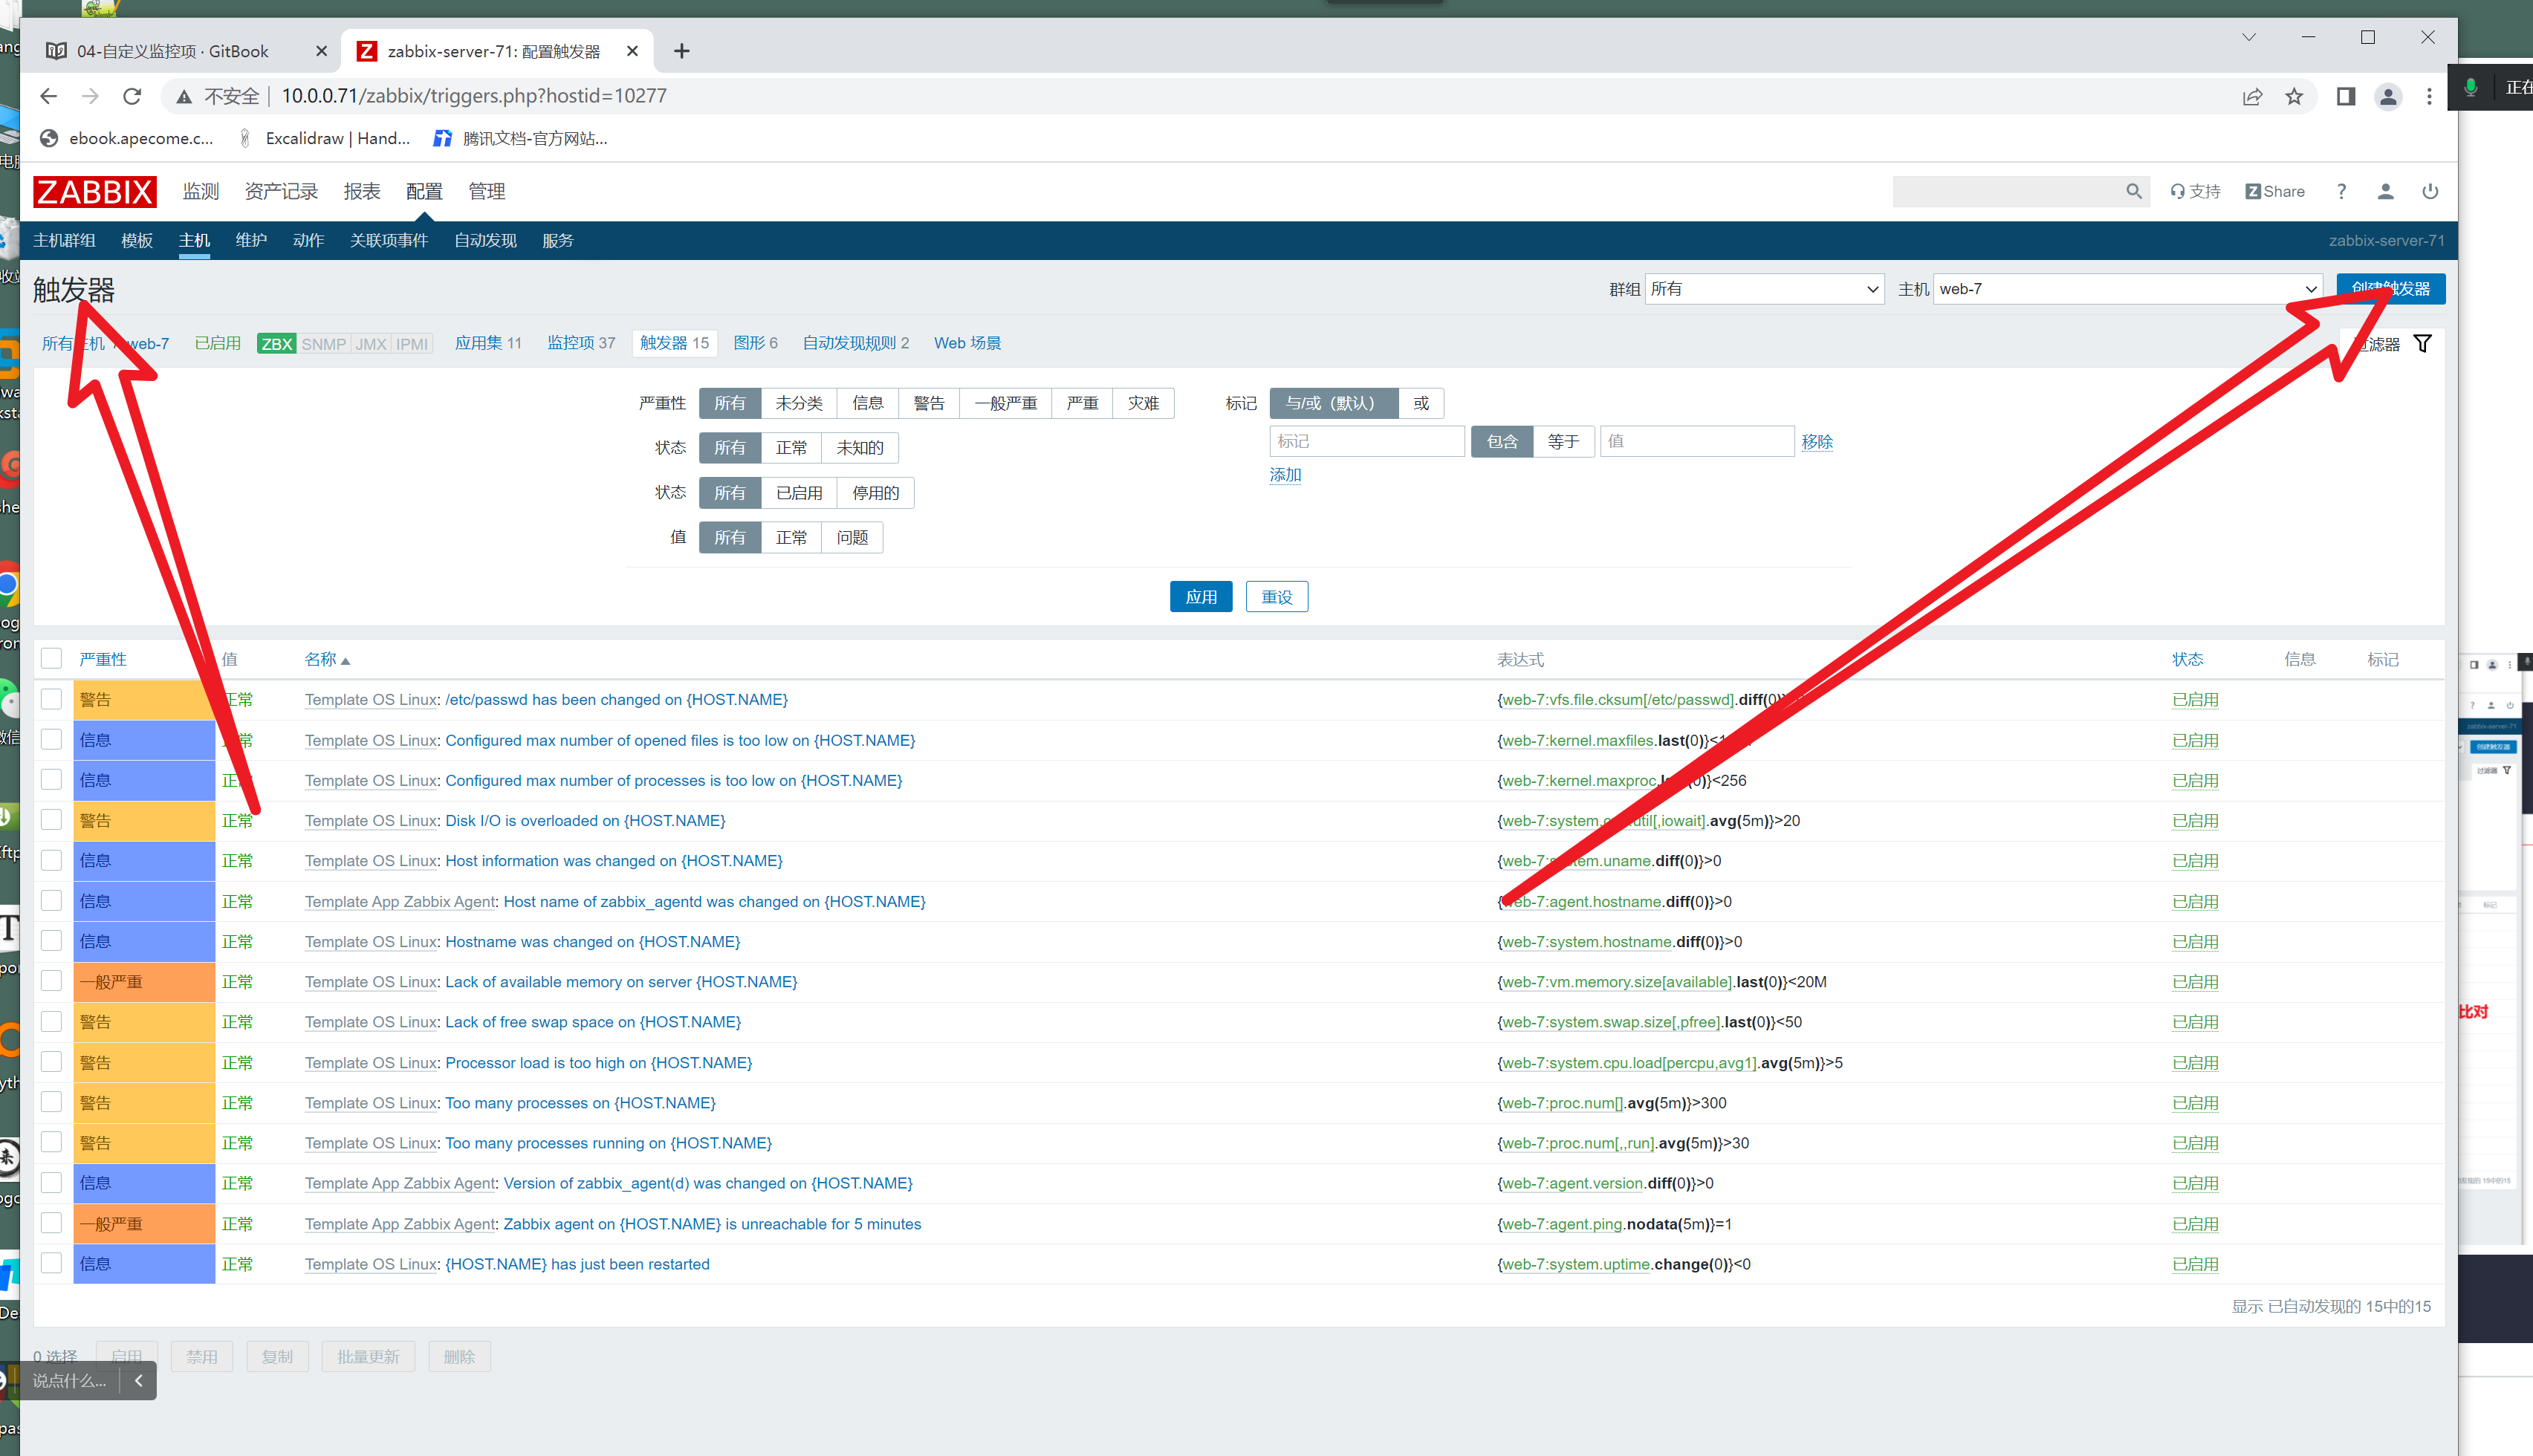 04-自定义监控项 · GitBook
zabbix-server-71: 配置触发器
不安全 10.0.0.71/zabbix/triggers.php?hostid=10277
正在
ebook.apecome.c... Excalidraw | Hand... 腾讯文档-官方网站...
ZABBIX 监测 资产记录 报表 配置 管理 支持 Z Share ?
主机群组 模板 主机 维护 动作 关联项事件 自动发现 服务 zabbix-server-71
触发器 群组 所有 主机 web-7 创建触发器
所有主机 / web-7 已启用 ZBX SNMP JMX IPMI 应用集 11 监控项 37 触发器 15 图形 6 自动发现规则 2 Web 场景 过滤器
严重性 所有 未分类 信息 警告 一般严重 严重 灾难 标记 与/或（默认） 或
标记 包含 等于 值 移除
状态 所有 正常 未知的
添加
状态 所有 已启用 停用的
值 所有 正常 问题
应用 重设
严重性 值 名称 表达式 状态 信息 标记
警告 正常 Template OS Linux: /etc/passwd has been changed on {HOST.NAME} {web-7:vfs.file.cksum[/etc/passwd].diff(0)} 已启用
信息 正常 Template OS Linux: Configured max number of opened files is too low on {HOST.NAME} {web-7:kernel.maxfiles.last(0)}< 已启用
信息 正常 Template OS Linux: Configured max number of processes is too low on {HOST.NAME} {web-7:kernel.maxproc.last(0)}<256 已启用
警告 正常 Template OS Linux: Disk I/O is overloaded on {HOST.NAME} {web-7:system.cpu.util[,iowait].avg(5m)}>20 已启用
信息 正常 Template OS Linux: Host information was changed on {HOST.NAME} {web-7:system.uname.diff(0)}>0 已启用
信息 正常 Template App Zabbix Agent: Host name of zabbix_agentd was changed on {HOST.NAME} {web-7:agent.hostname.diff(0)}>0 已启用
信息 正常 Template OS Linux: Hostname was changed on {HOST.NAME} {web-7:system.hostname.diff(0)}>0 已启用
一般严重 正常 Template OS Linux: Lack of available memory on server {HOST.NAME} {web-7:vm.memory.size[available].last(0)}<20M 已启用
警告 正常 Template OS Linux: Lack of free swap space on {HOST.NAME} {web-7:system.swap.size[,pfree].last(0)}<50 已启用
警告 正常 Template OS Linux: Processor load is too high on {HOST.NAME} {web-7:system.cpu.load[percpu,avg1].avg(5m)}>5 已启用
警告 正常 Template OS Linux: Too many processes on {HOST.NAME} {web-7:proc.num[].avg(5m)}>300 已启用
警告 正常 Template OS Linux: Too many processes running on {HOST.NAME} {web-7:proc.num[,,run].avg(5m)}>30 已启用
信息 正常 Template App Zabbix Agent: Version of zabbix_agent(d) was changed on {HOST.NAME} {web-7:agent.version.diff(0)}>0 已启用
一般严重 正常 Template App Zabbix Agent: Zabbix agent on {HOST.NAME} is unreachable for 5 minutes {web-7:agent.ping.nodata(5m)}=1 已启用
信息 正常 Template OS Linux: {HOST.NAME} has just been restarted {web-7:system.uptime.change(0)}<0 已启用
显示 已自动发现的 15中的15
0 选择 启用 禁用 复制 批量更新 删除
说点什么...
zabbix-server-71
创建触发器
过滤器
标记
比对